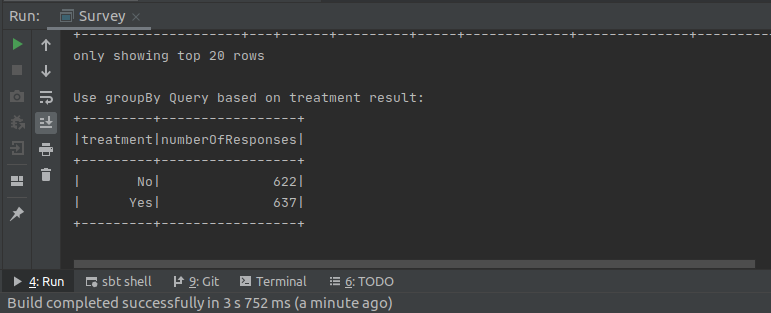 Run: Survey ×
+-------------------+---+------+---------+-----+-------------+--------------+---------
only showing top 20 rows
Use groupBy Query based on treatment result:
+---------+-----------------+
|treatment|numberOfResponses|
+---------+-----------------+
|       No|              622|
|      Yes|              637|
+---------+-----------------+
4: Run sbt shell 9: Git Terminal 6: TODO
Build completed successfully in 3 s 752 ms (a minute ago)